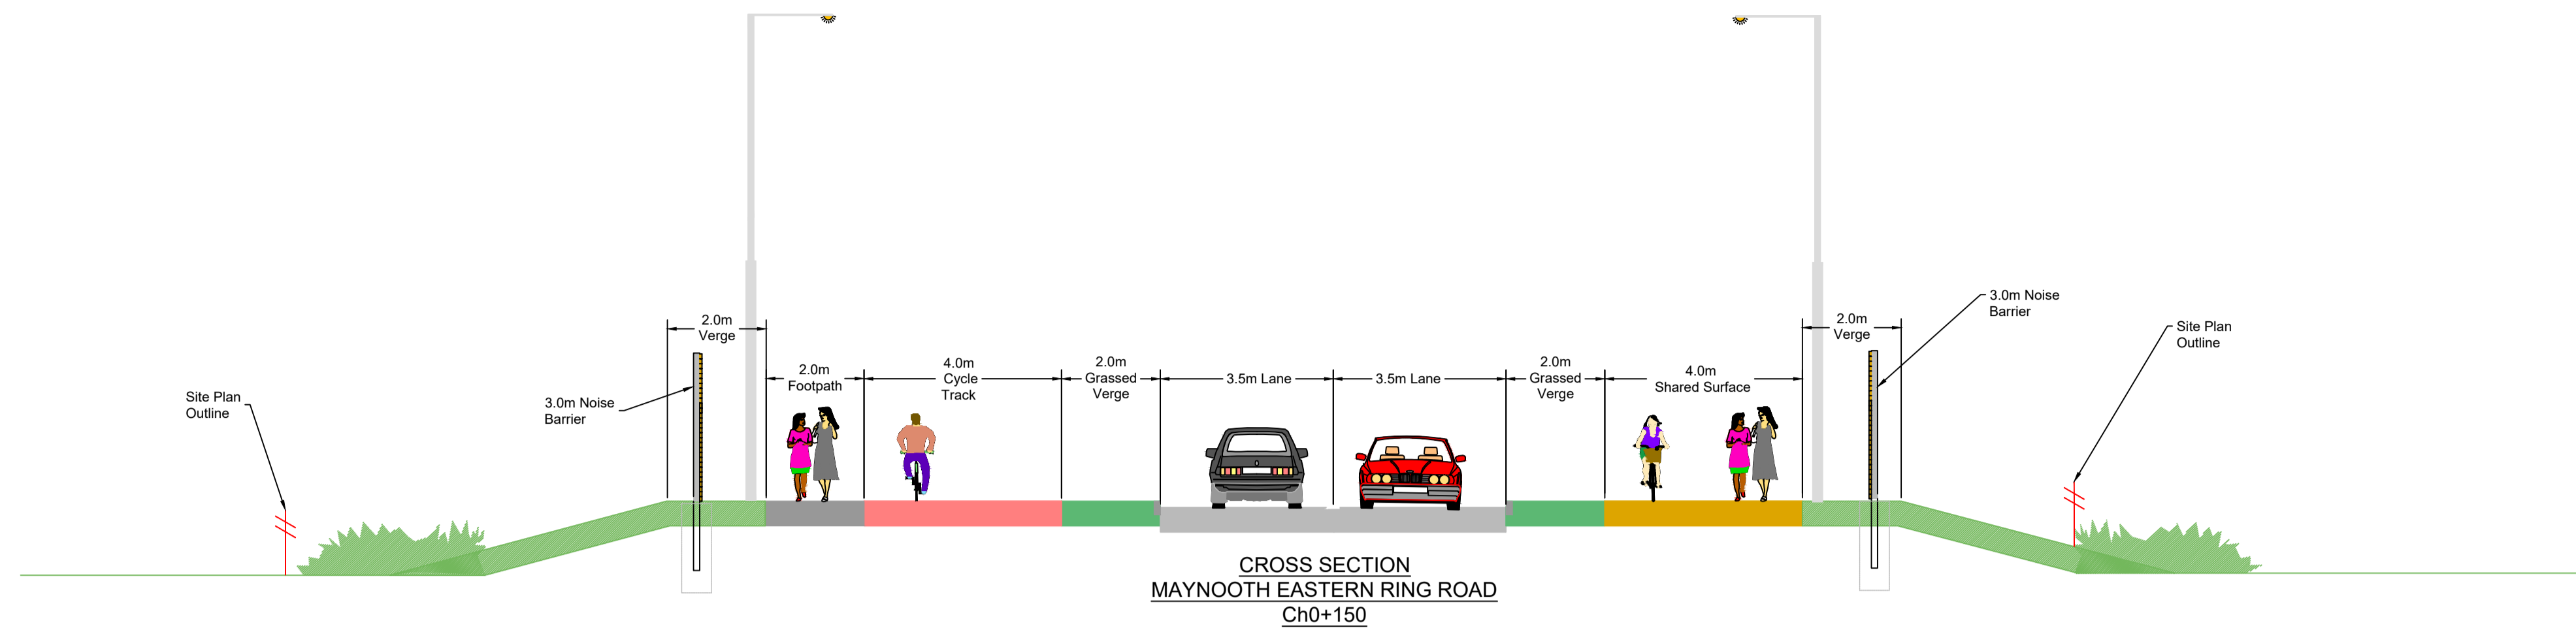 Site Plan
Outline
3.0m Noise
Barrier
2.0m
Verge
2.0m
Footpath
4.0m
Cycle
Track
2.0m
Grassed
Verge
3.5m Lane
3.5m Lane
2.0m
Grassed
Verge
4.0m
Shared Surface
2.0m
Verge
3.0m Noise
Barrier
Site Plan
Outline
CROSS SECTION
MAYNOOTH EASTERN RING ROAD
Ch0+150